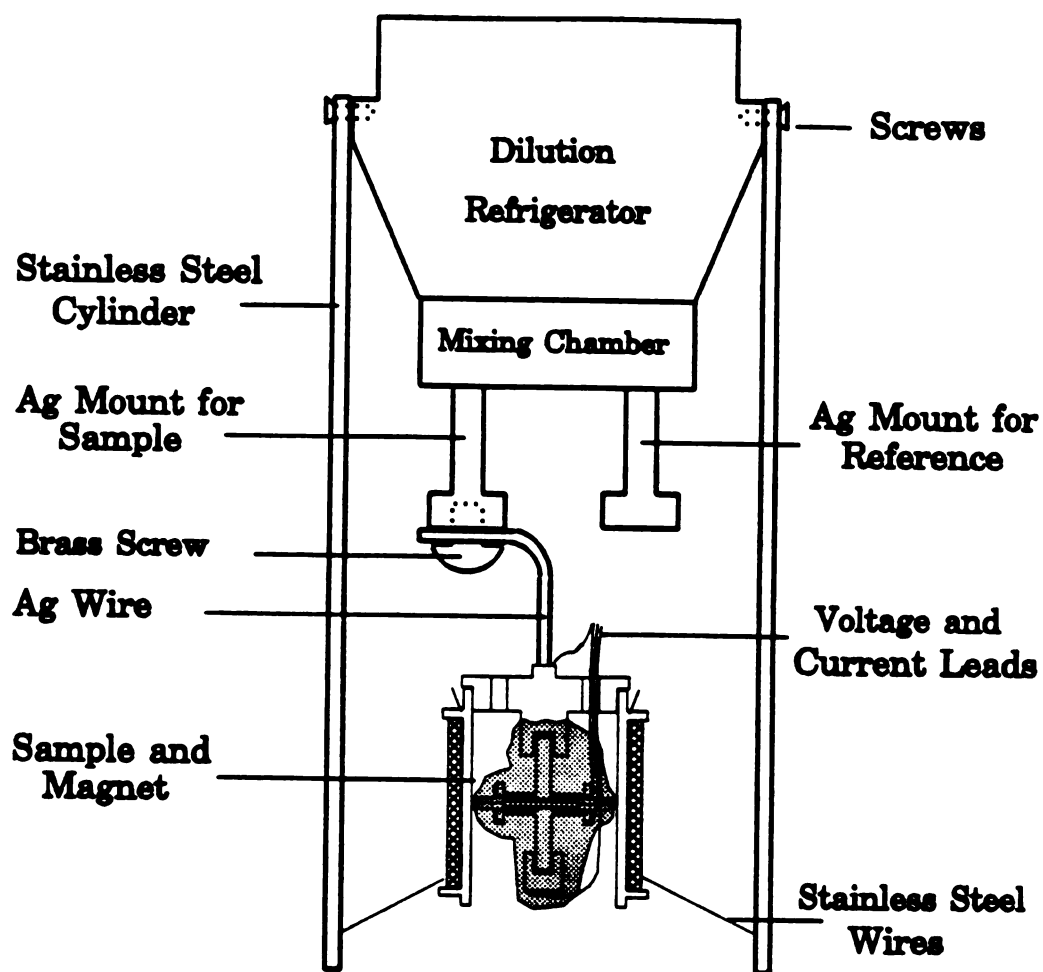 Screws
Dilution
Refrigerator
Stainless Steel
Cylinder
Mixing Chamber
Ag Mount for
Sample
Ag Mount for
Reference
Brass Screw
Ag Wire
Voltage and
Current Leads
Sample and
Magnet
Stainless Steel
Wires